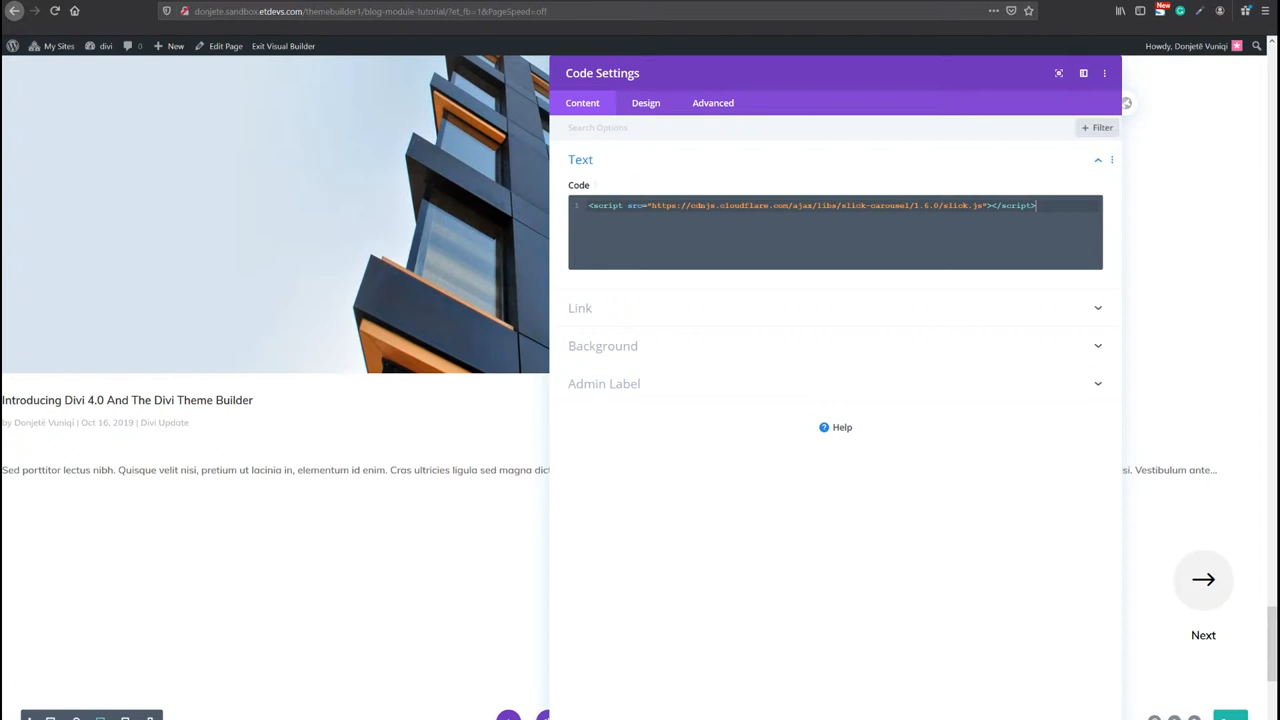 donjete.sandbox.etdevs.com/themebuilder1/blog-module-tutorial/?et_fb=1&PageSpeed=off
New
My Sites divi 0 New Edit Page Exit Visual Builder Howdy, Donjetë Vuniqi
Code Settings
Content Design Advanced
Search Options + Filter
Text
Code
1 <script src="https://cdnjs.cloudflare.com/ajax/libs/slick-carousel/1.6.0/slick.js"></script>
Link
Background
Admin Label
? Help
Introducing Divi 4.0 And The Divi Theme Builder
by Donjetë Vuniqi | Oct 16, 2019 | Divi Update
Sed porttitor lectus nibh. Quisque velit nisi, pretium ut lacinia in, elementum id enim. Cras ultricies ligula sed magna dict
si. Vestibulum ante...
Next